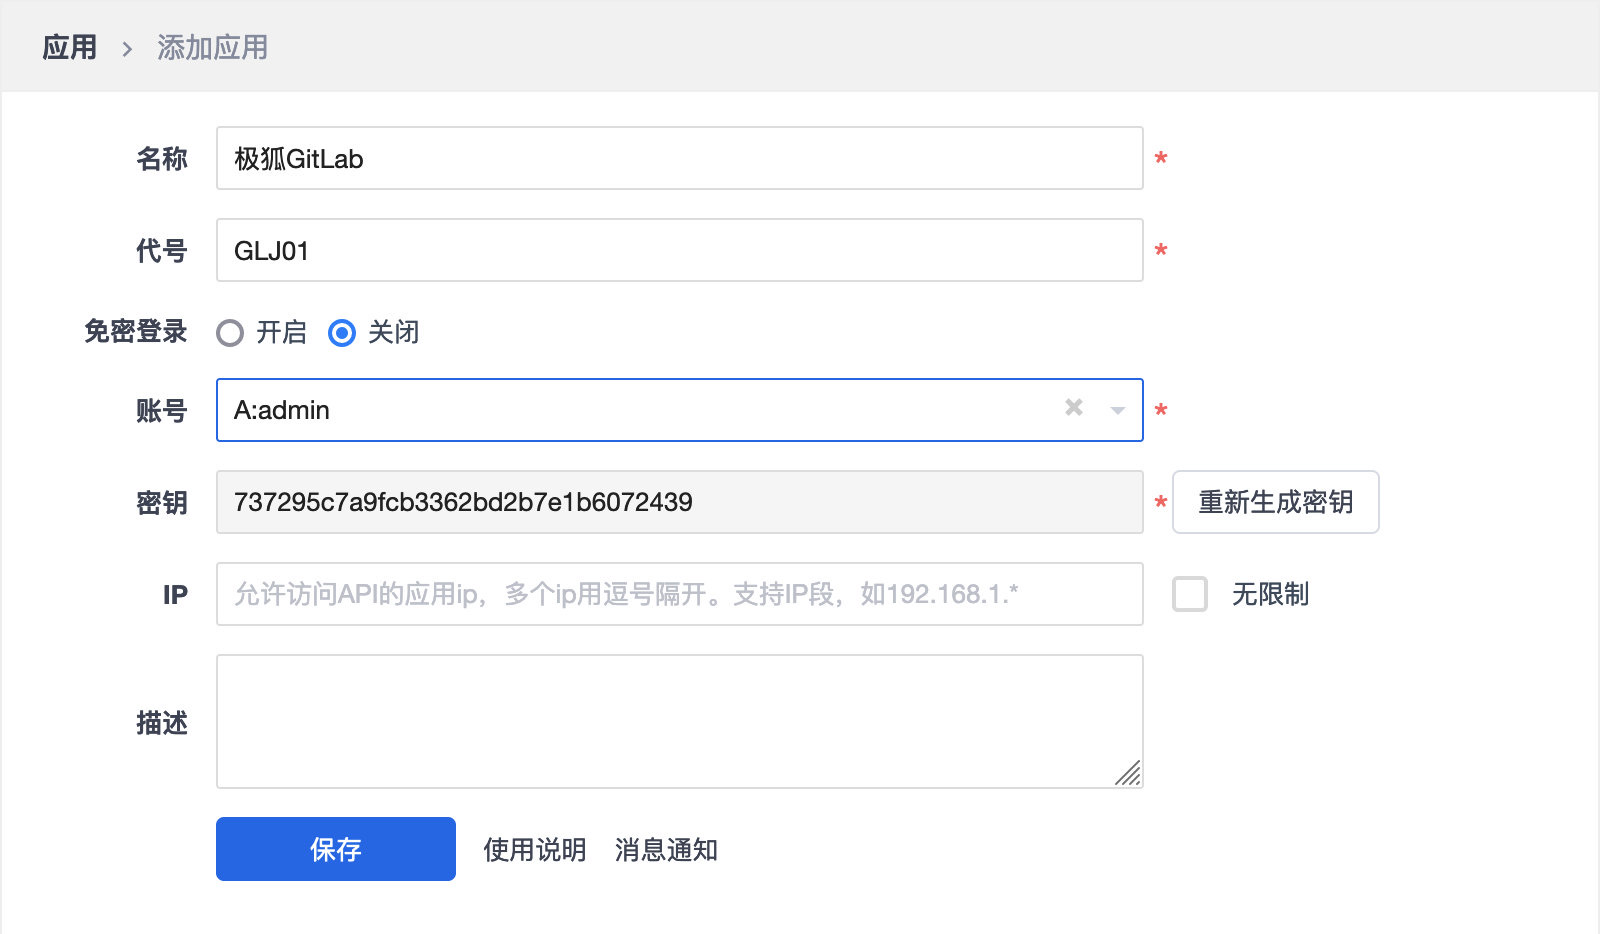 应用 > 添加应用
名称 极狐GitLab *
代号 GLJ01 *
免密登录 开启 关闭
账号 A:admin *
密钥 737295c7a9fcb3362bd2b7e1b6072439 * 重新生成密钥
IP 允许访问API的应用ip，多个ip用逗号隔开。支持IP段，如192.168.1.* 无限制
描述
保存 使用说明 消息通知